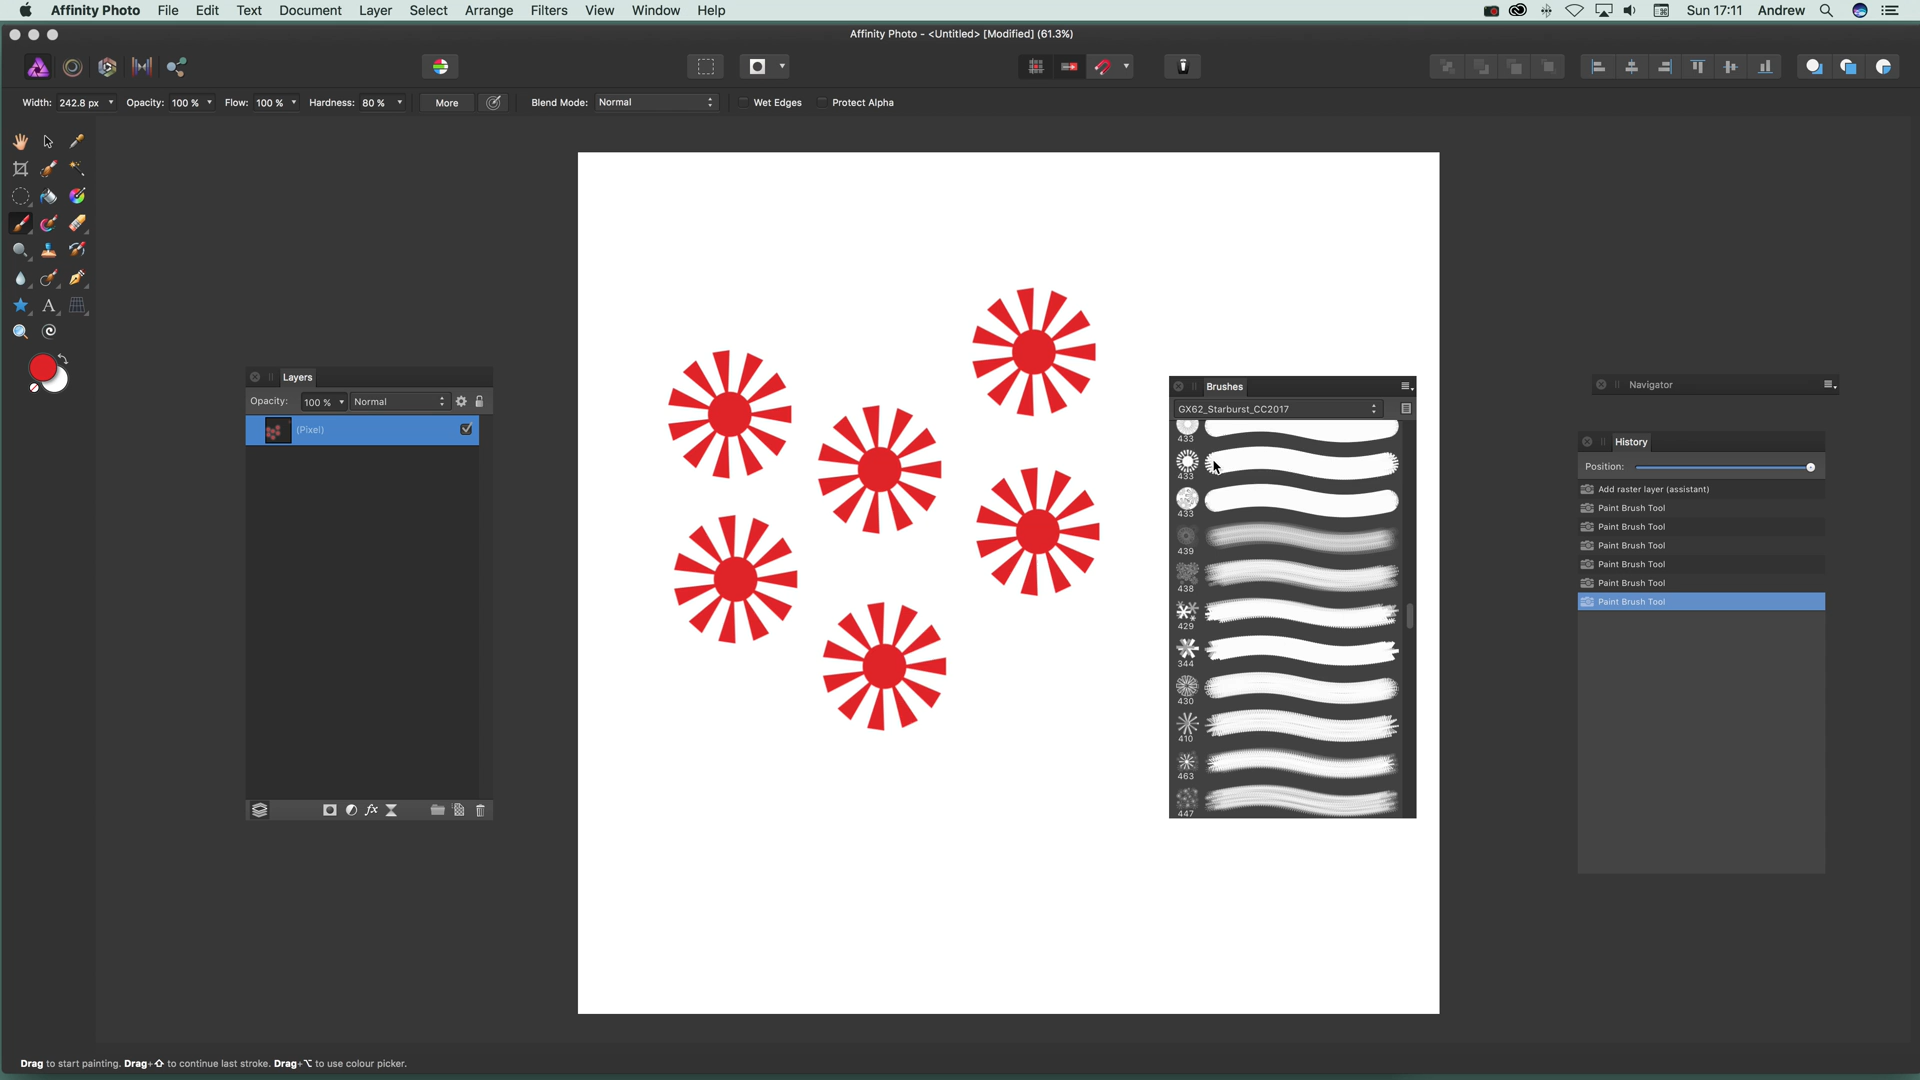 Affinity Photo File Edit Text Document Layer Select Arrange Filters View Window Help Sun 17:11 Andrew
Affinity Photo - <Untitled> [Modified] (61.3%)
Width: 242.8 px Opacity: 100 % Flow: 100 % Hardness: 80 % More Blend Mode: Normal Wet Edges Protect Alpha
Layers
Opacity: 100 % Normal
(Pixel)
fx
Brushes
GX62_Starburst_CC2017
433
433
433
439
438
429
344
430
410
463
447
Navigator
History
Position:
Add raster layer (assistant)
Paint Brush Tool
Paint Brush Tool
Paint Brush Tool
Paint Brush Tool
Paint Brush Tool
Paint Brush Tool
Drag to start painting. Drag+⇧ to continue last stroke. Drag+⌥ to use colour picker.